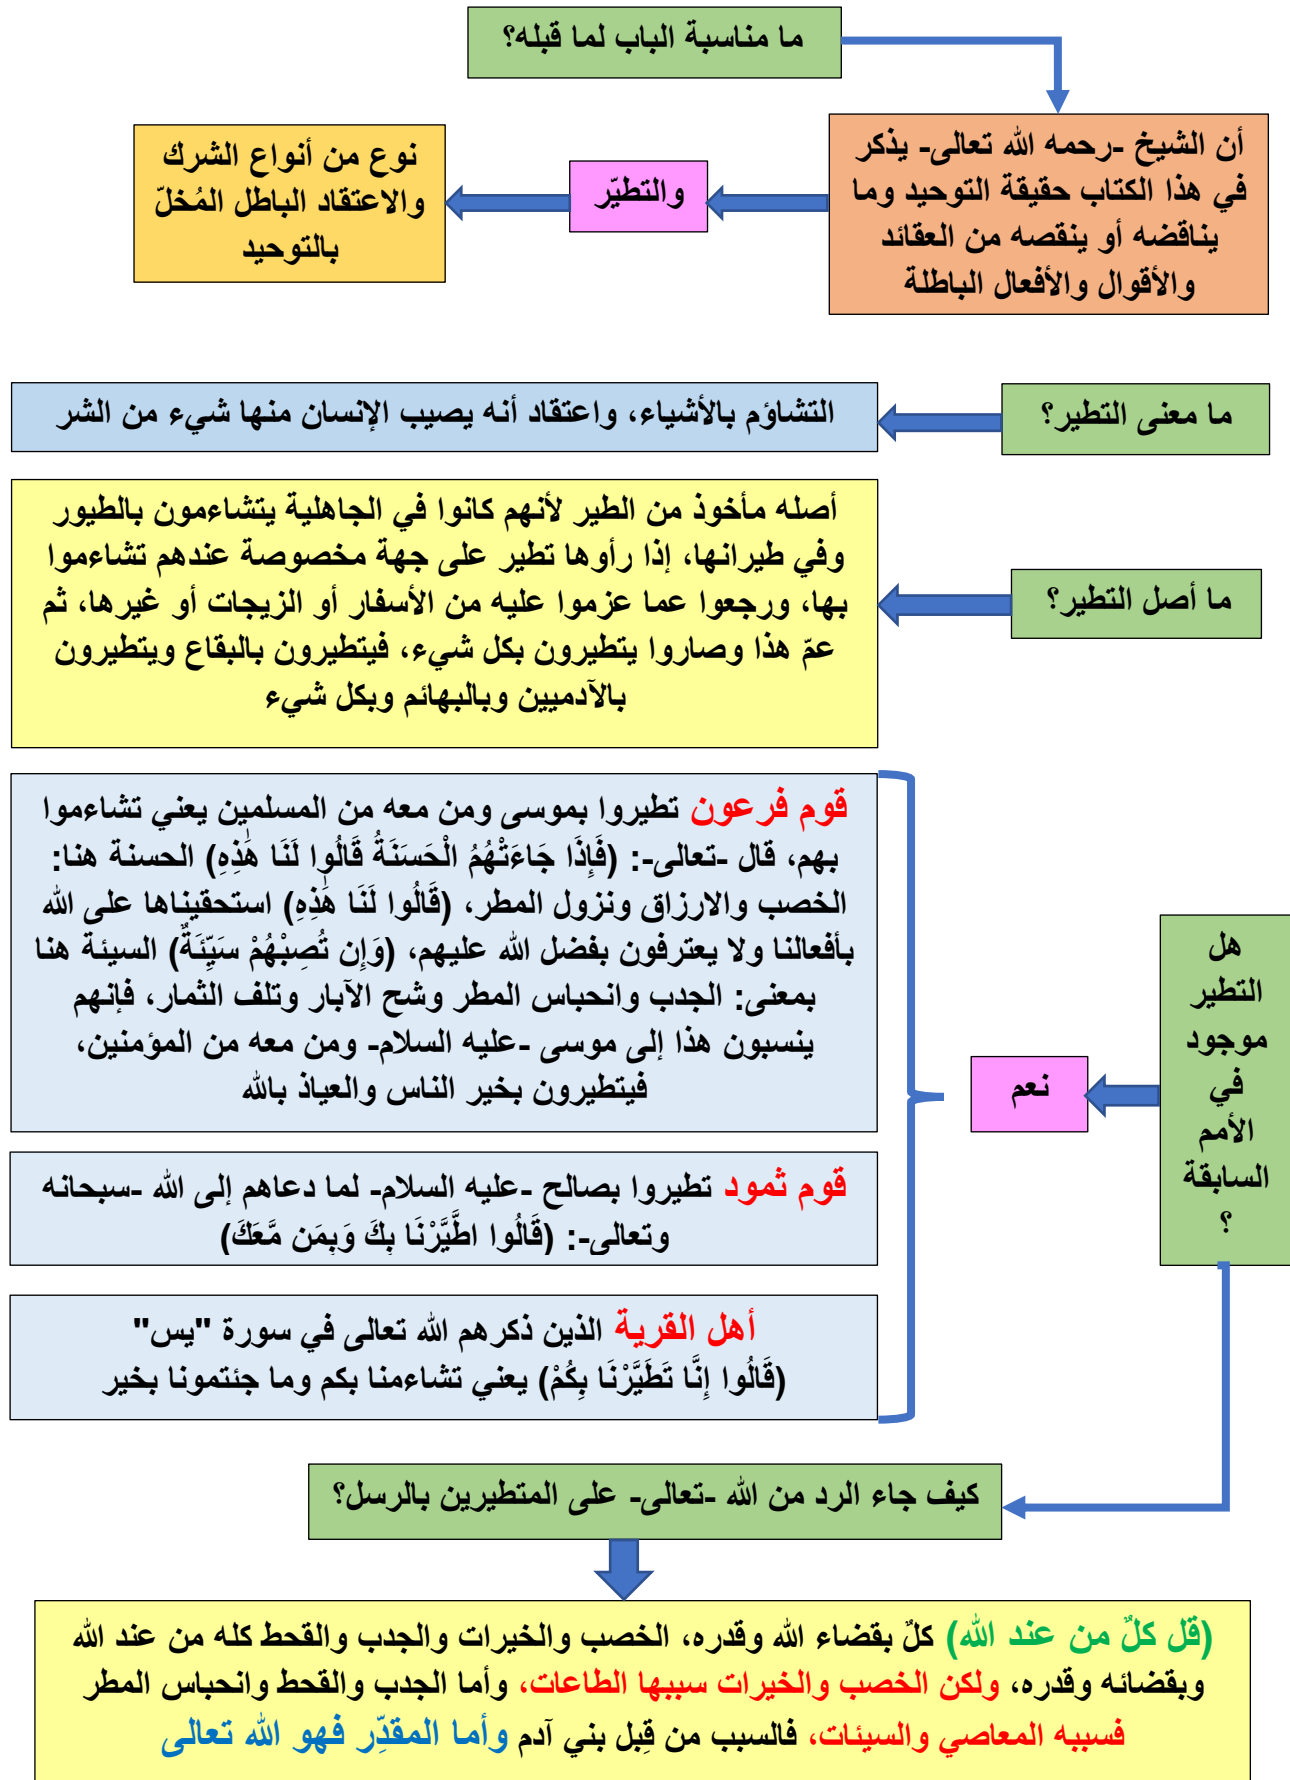 ما مناسبة الباب لما قبله؟
أن الشيخ -رحمه الله تعالى- يذكر
في هذا الكتاب حقيقة التوحيد وما
يناقضه أو ينقصه من العقائد
والأقوال والأفعال الباطلة
والتطيّر
نوع من أنواع الشرك
والاعتقاد الباطل المُخلّ
بالتوحيد
ما معنى التطير؟
التشاؤم بالأشياء، واعتقاد أنه يصيب الإنسان منها شيء من الشر
ما أصل التطير؟
أصله مأخوذ من الطير لأنهم كانوا في الجاهلية يتشاءمون بالطيور
وفي طيرانها، إذا رأوها تطير على جهة مخصوصة عندهم تشاءموا
بها، ورجعوا عما عزموا عليه من الأسفار أو الزيجات أو غيرها، ثم
عمّ هذا وصاروا يتطيرون بكل شيء، فيتطيرون بالبقاع ويتطيرون
بالآدميين وبالبهائم وبكل شيء
هل
التطير
موجود
في
الأمم
السابقة
؟
نعم
قوم فرعون تطيروا بموسى ومن معه من المسلمين يعني تشاءموا
بهم، قال -تعالى-: (فَإِذَا جَاءَتْهُمُ الْحَسَنَةُ قَالُوا لَنَا هَٰذِهِ) الحسنة هنا:
الخصب والارزاق ونزول المطر، (قَالُوا لَنَا هَٰذِهِ) استحقيناها على الله
بأفعالنا ولا يعترفون بفضل الله عليهم، (وَإِن تُصِبْهُمْ سَيِّئَةٌ) السيئة هنا
بمعنى: الجدب وانحباس المطر وشح الآبار وتلف الثمار، فإنهم
ينسبون هذا إلى موسى -عليه السلام- ومن معه من المؤمنين،
فيتطيرون بخير الناس والعياذ بالله
قوم ثمود تطيروا بصالح -عليه السلام- لما دعاهم إلى الله -سبحانه
وتعالى-: (قَالُوا اطَّيَّرْنَا بِكَ وَبِمَن مَّعَكَ)
أهل القرية الذين ذكرهم الله تعالى في سورة "يس"
(قَالُوا إِنَّا تَطَيَّرْنَا بِكُمْ) يعني تشاءمنا بكم وما جئتمونا بخير
كيف جاء الرد من الله -تعالى- على المتطيرين بالرسل؟
(قل كلٌ من عند الله) كلٌ بقضاء الله وقدره، الخصب والخيرات والجدب والقحط كله من عند الله
وبقضائه وقدره، ولكن الخصب والخيرات سببها الطاعات، وأما الجدب والقحط وانحباس المطر
فسببه المعاصي والسيئات، فالسبب من قِبل بني آدم وأما المقدِّر فهو الله تعالى